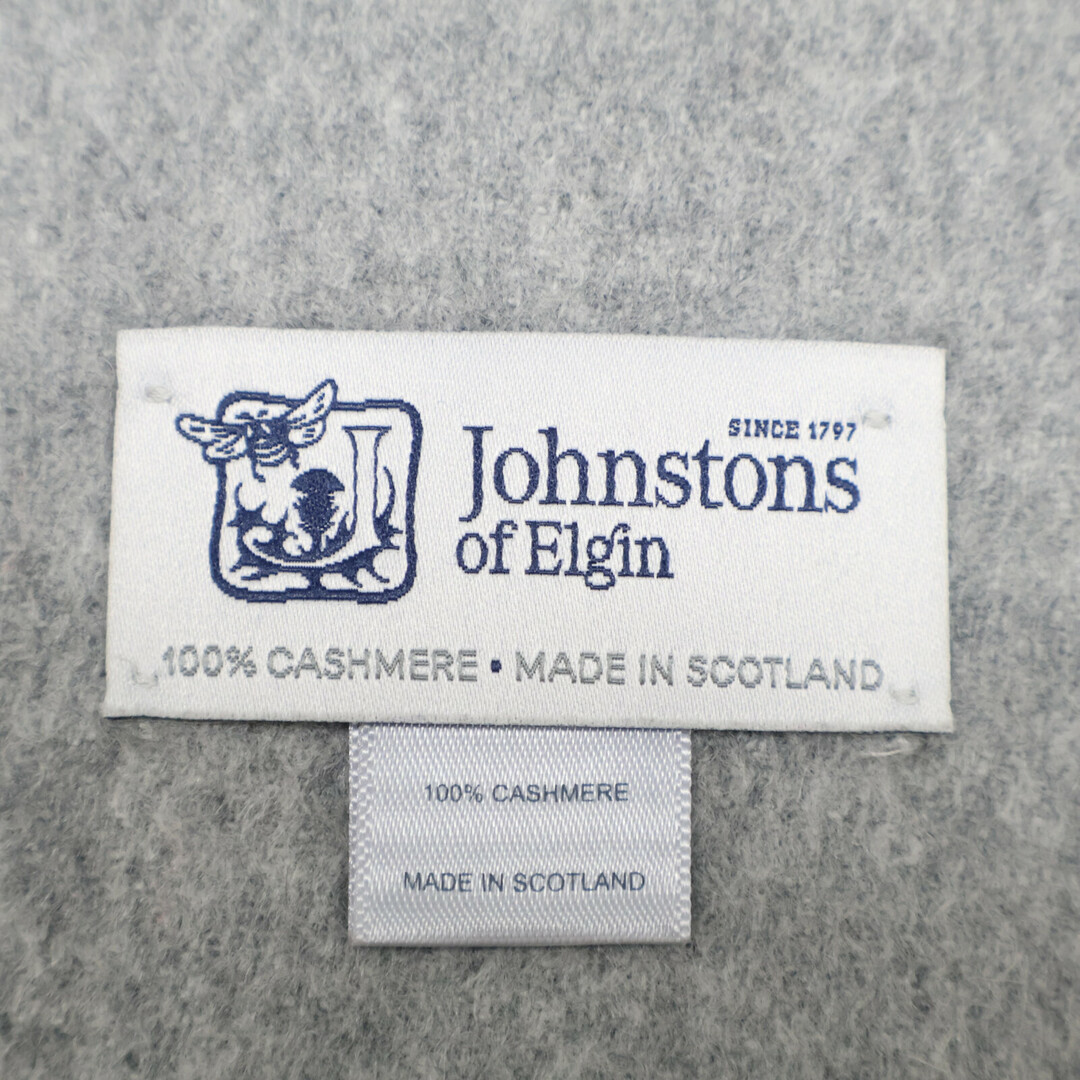 SINCE 1797
Johnstons
of Elgin
100% CASHMERE • MADE IN SCOTLAND
100% CASHMERE
MADE IN SCOTLAND